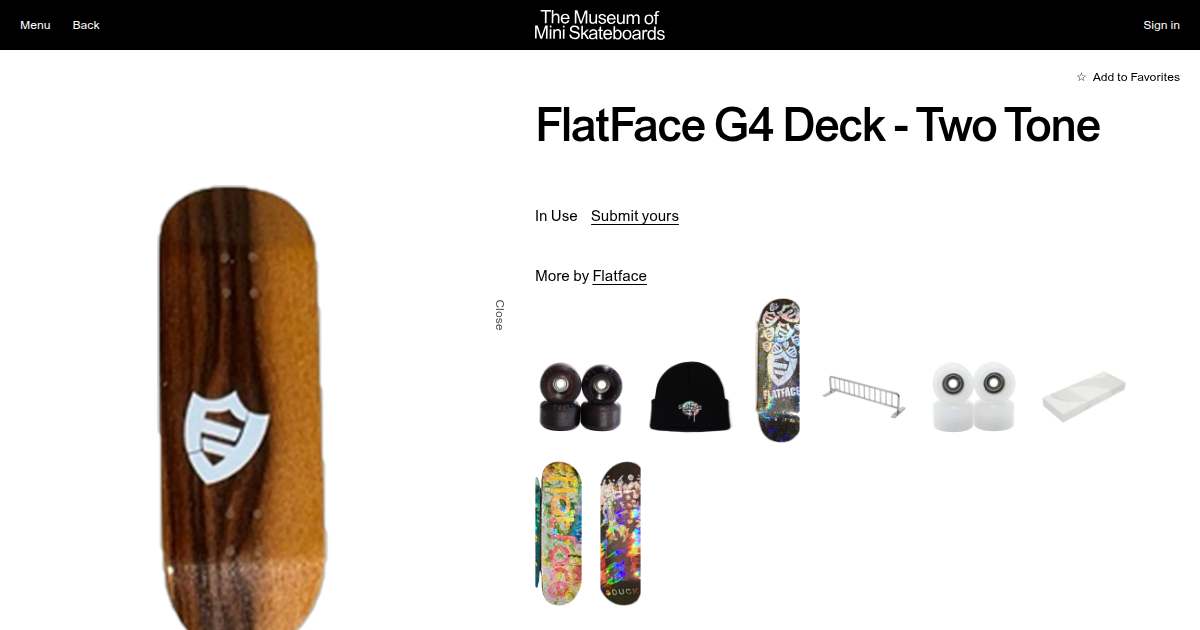 Menu
Back
The Museum of
Mini Skateboards
Sign in
☆ Add to Favorites
FlatFace G4 Deck - Two Tone
In Use Submit yours
More by Flatface
Close
FLATFACE
flatface